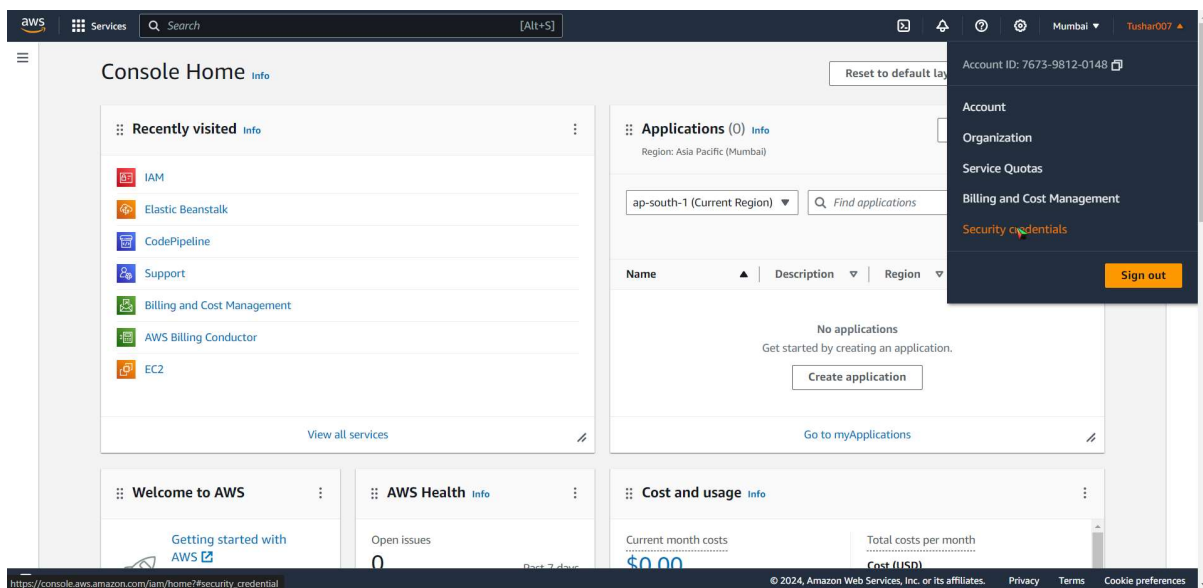 aws Services Search [Alt+S] Mumbai Tushar007
Console Home Info
Reset to default lay
Account ID: 7673-9812-0148
Account
Organization
Service Quotas
Billing and Cost Management
Security credentials
Sign out
Recently visited Info
IAM
Elastic Beanstalk
CodePipeline
Support
Billing and Cost Management
AWS Billing Conductor
EC2
View all services
Applications (0) Info
Region: Asia Pacific (Mumbai)
ap-south-1 (Current Region) Find applications
Name Description Region
No applications
Get started by creating an application.
Create application
Go to myApplications
Welcome to AWS
Getting started with
AWS
AWS Health Info
Open issues
0 Past 7 days
Cost and usage Info
Current month costs
$0.00
Total costs per month
Cost (USD)
https://console.aws.amazon.com/iam/home?#security_credential
© 2024, Amazon Web Services, Inc. or its affiliates. Privacy Terms Cookie preferences